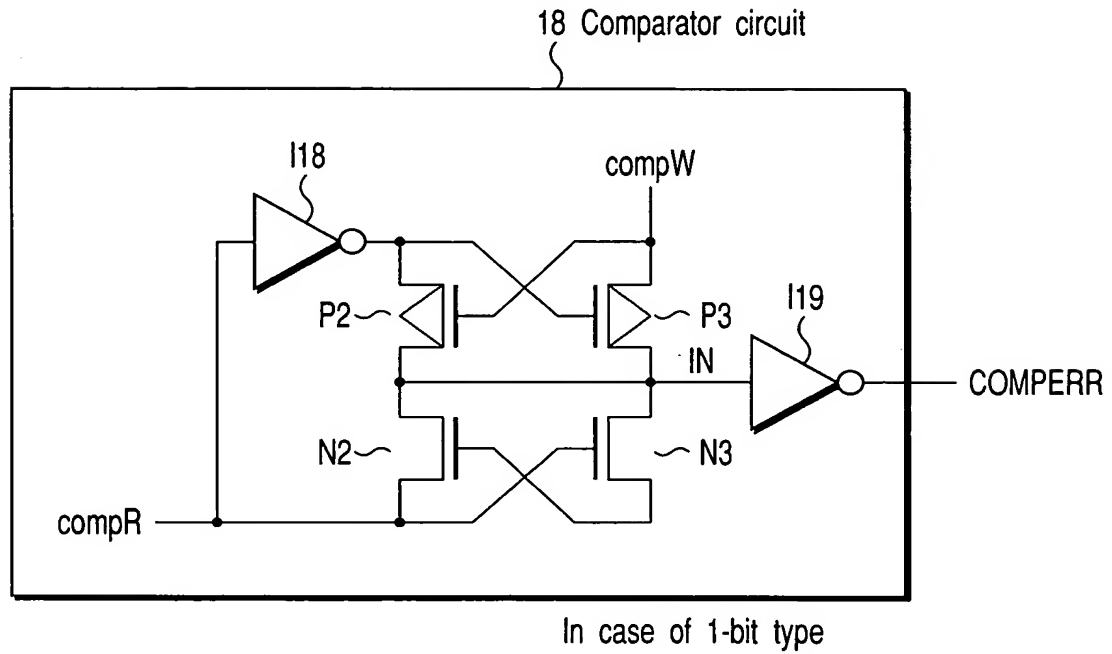 18 Comparator circuit
I18
compW
P2
P3
I19
IN
COMPERR
N2
N3
compR
In case of 1-bit type